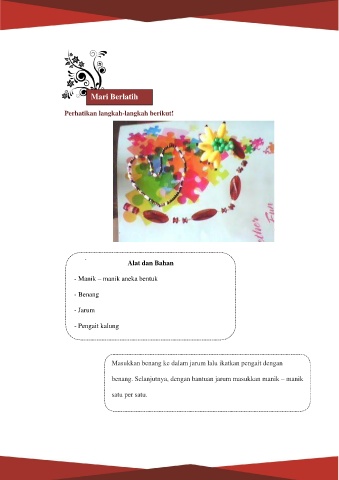 Mari Berlatih
Perhatikan langkah-langkah berikut!
Alat dan Bahan
- Manik – manik aneka bentuk
- Benang
- Jarum
- Pengait kalung
Masukkan benang ke dalam jarum lalu ikatkan pengait dengan
benang. Selanjutnya, dengan bantuan jarum masukkan manik – manik
satu per satu.